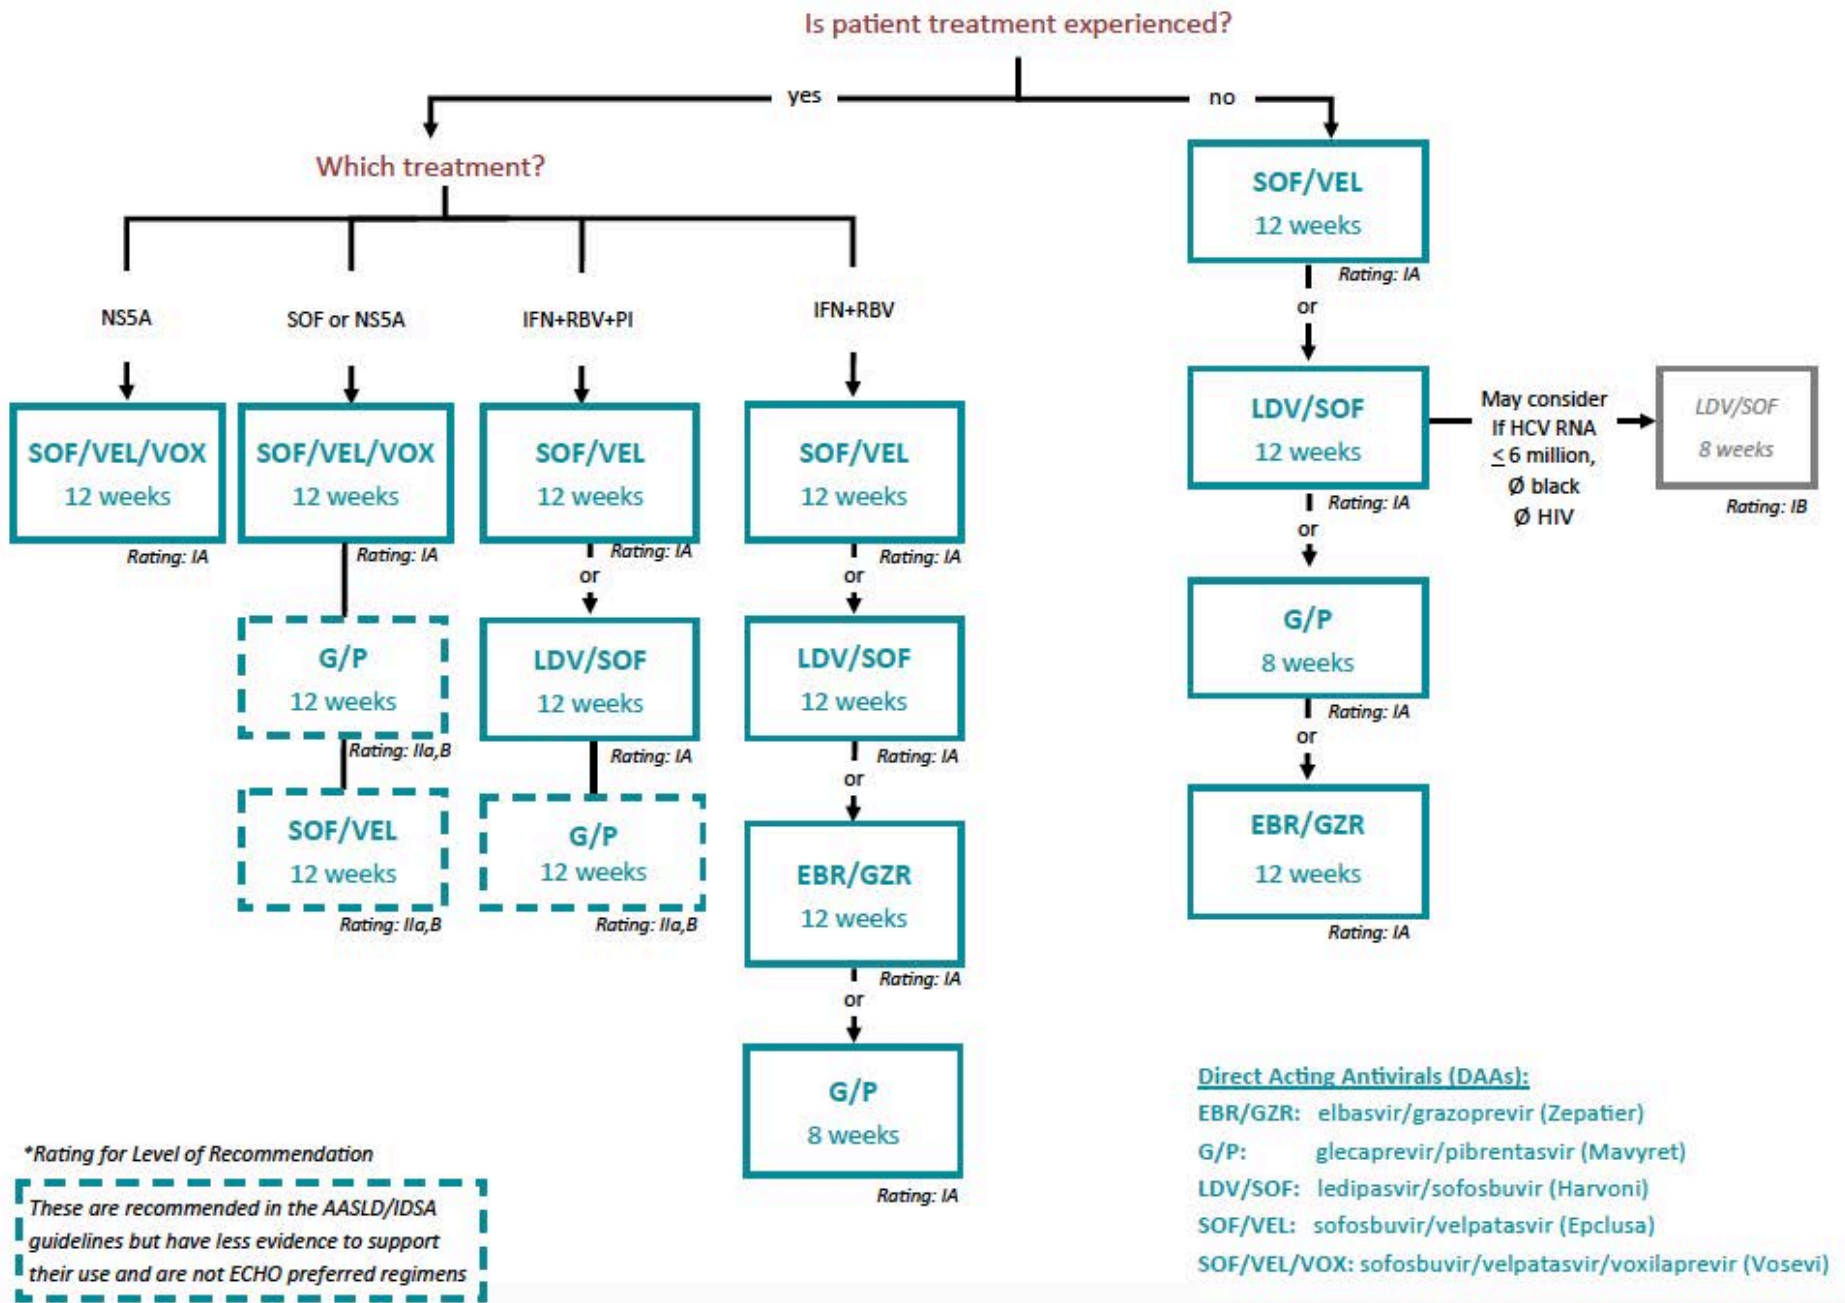 Is patient treatment experienced?
yes
no
Which treatment?
NS5A
SOF or NS5A
IFN+RBV+PI
IFN+RBV
SOF/VEL/VOX
12 weeks
Rating: IA
SOF/VEL/VOX
12 weeks
Rating: IA
G/P
12 weeks
Rating: IIa,B
SOF/VEL
12 weeks
Rating: IIa,B
SOF/VEL
12 weeks
Rating: IA
or
LDV/SOF
12 weeks
Rating: IA
G/P
12 weeks
Rating: IIa,B
SOF/VEL
12 weeks
Rating: IA
or
LDV/SOF
12 weeks
Rating: IA
or
EBR/GZR
12 weeks
Rating: IA
or
G/P
8 weeks
Rating: IA
SOF/VEL
12 weeks
Rating: IA
or
LDV/SOF
12 weeks
Rating: IA
May consider
If HCV RNA
≤ 6 million,
Ø black
Ø HIV
LDV/SOF
8 weeks
Rating: IB
or
G/P
8 weeks
Rating: IA
or
EBR/GZR
12 weeks
Rating: IA
*Rating for Level of Recommendation
These are recommended in the AASLD/IDSA
guidelines but have less evidence to support
their use and are not ECHO preferred regimens
Direct Acting Antivirals (DAAs):
EBR/GZR: elbasvir/grazoprevir (Zepatier)
G/P: glecaprevir/pibrentasvir (Mavyret)
LDV/SOF: ledipasvir/sofosbuvir (Harvoni)
SOF/VEL: sofosbuvir/velpatasvir (Epclusa)
SOF/VEL/VOX: sofosbuvir/velpatasvir/voxilaprevir (Vosevi)